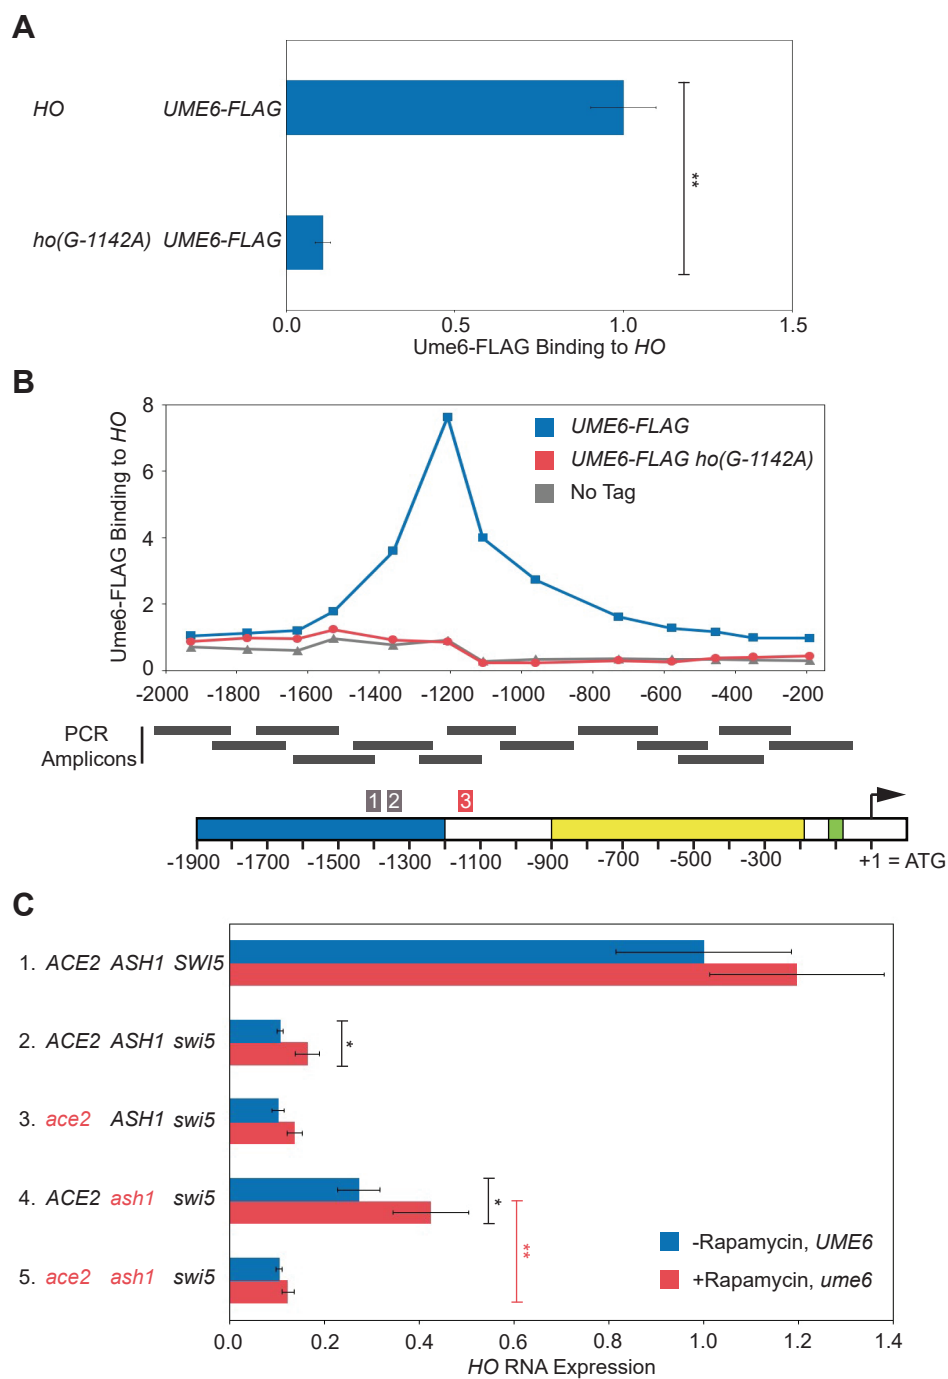 A
HO UME6-FLAG
**
ho(G-1142A) UME6-FLAG
0.0 0.5 1.0 1.5
Ume6-FLAG Binding to HO
B
Ume6-FLAG Binding to HO
8
6
4
2
0
UME6-FLAG
UME6-FLAG ho(G-1142A)
No Tag
-2000 -1800 -1600 -1400 -1200 -1000 -800 -600 -400 -200
PCR
Amplicons
1 2 3
-1900 -1700 -1500 -1300 -1100 -900 -700 -500 -300 +1 = ATG
C
1. ACE2 ASH1 SWI5
2. ACE2 ASH1 swi5
*
3. ace2 ASH1 swi5
4. ACE2 ash1 swi5
*
**
5. ace2 ash1 swi5
-Rapamycin, UME6
+Rapamycin, ume6
0.0 0.2 0.4 0.6 0.8 1.0 1.2 1.4
HO RNA Expression